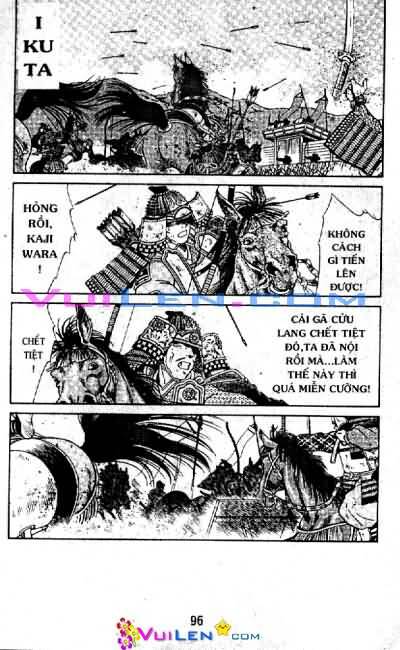 I
KU
TA
HỎNG
RỒI,
KAJI
WARA
!
KHÔNG
CÁCH
GÌ TIẾN
LÊN
ĐƯỢC!
VuiLen.com
CHẾT
TIỆT !
CÁI GÃ CỬU
LANG CHẾT TIỆT
ĐÓ,TA ĐÃ NÓI
RỒI MÀ...LÀM
THẾ NÀY THÌ
QUÁ MIỄN CƯỠNG!
96
VuiLen.com